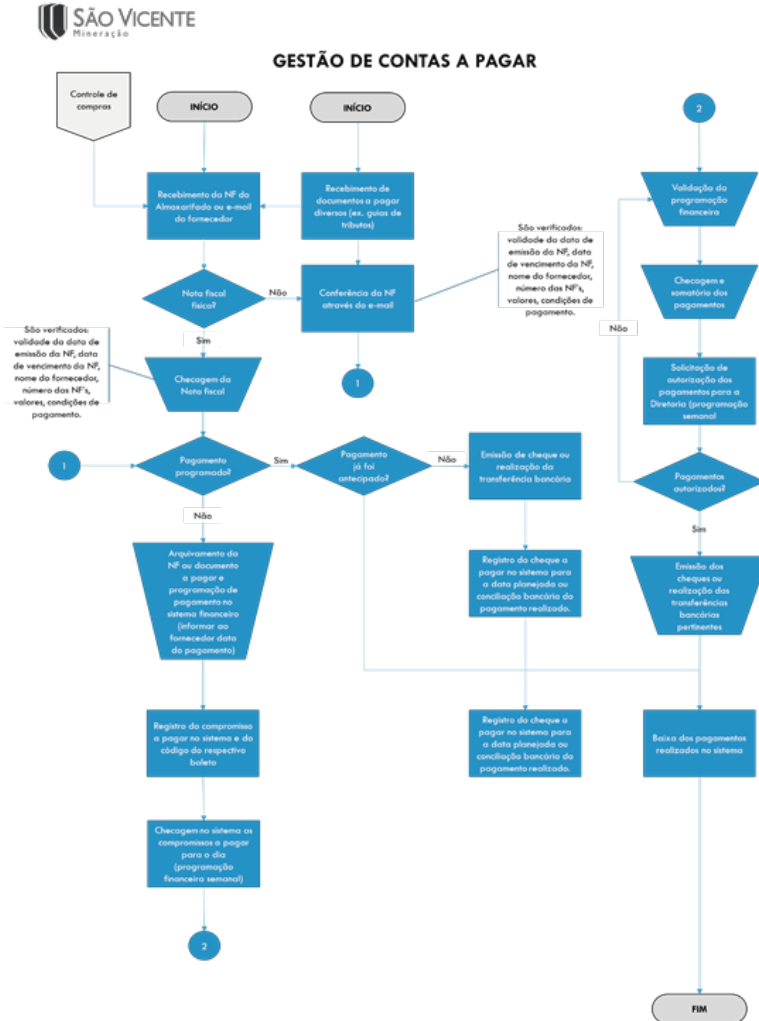 SÃO VICENTE
Mineração
GESTÃO DE CONTAS A PAGAR
Controle de
compras
INÍCIO
INÍCIO
2
Recebimento da NF do
Almoxarifado ou e-mail
do fornecedor
Recebimento de
documentos a pagar
diversos (ex. guias de
tributos)
Validação da
programação
financeira
São verificados:
validade da data de
emissão da NF, data
de vencimento da NF,
nome do fornecedor,
número das NF's,
valores, condições de
pagamento.
Nota fiscal
físico?
Não
Conferência da NF
através do e-mail
Checagem e
somatório dos
pagamentos
Não
Sim
São verificados:
validade da data de
emissão da NF, data
de vencimento da NF,
nome do fornecedor,
número das NF's,
valores, condições de
pagamento.
Checagem da
Nota fiscal
1
Solicitação de
autorização dos
pagamentos para a
Diretoria (programação
semanal
1
Pagamento
programado?
Sim
Pagamento
já foi
antecipado?
Não
Emissão de cheque ou
realização da
transferência bancária
Pagamentos
autorizados?
Não
Sim
Arquivamento da
NF ou documento
a pagar e
programação de
pagamento no
sistema financeiro
(informar ao
fornecedor data
do pagamento)
Registro do cheque a
pagar no sistema para
a data planejada ou
conciliação bancária do
pagamento realizado.
Emissão dos
cheques ou
realização das
transferências
bancárias
pertinentes
Registro do compromisso
a pagar no sistema e do
código do respectivo
boleto
Registro do cheque a
pagar no sistema para
a data planejada ou
conciliação bancária do
pagamento realizado.
Baixa dos pagamentos
realizados no sistema
Checagem no sistema os
compromissos a pagar
para o dia
(programação
financeira semanal)
2
FIM